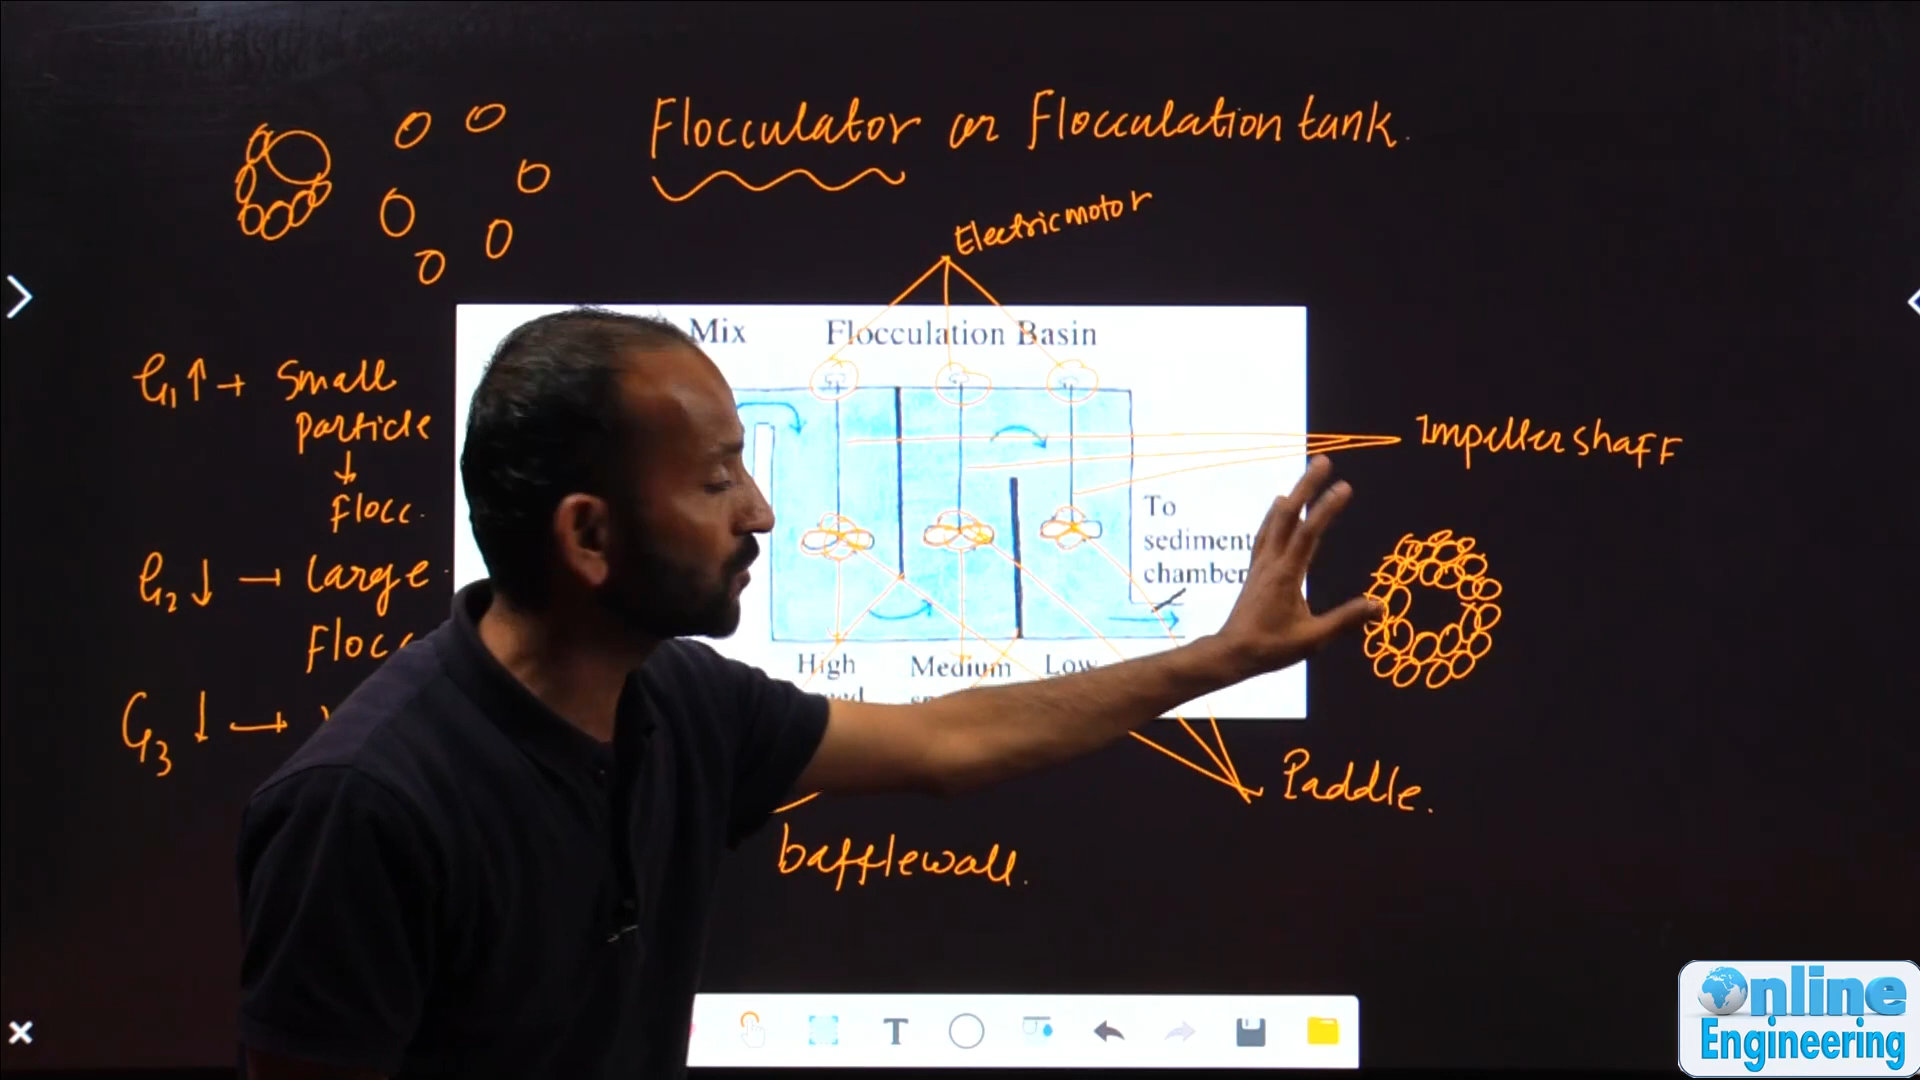 Flocculator or Flocculation tank.
Electric motor
Mix
Flocculation Basin
G1↑ → Small
Particle
↓
flocc.
Impeller shaff
To
sediment
chamber
G2↓ → Large
Flocc
High
Medium
Low
G3 ↓ →
Paddle.
bafflewall.
T
Online
Engineering